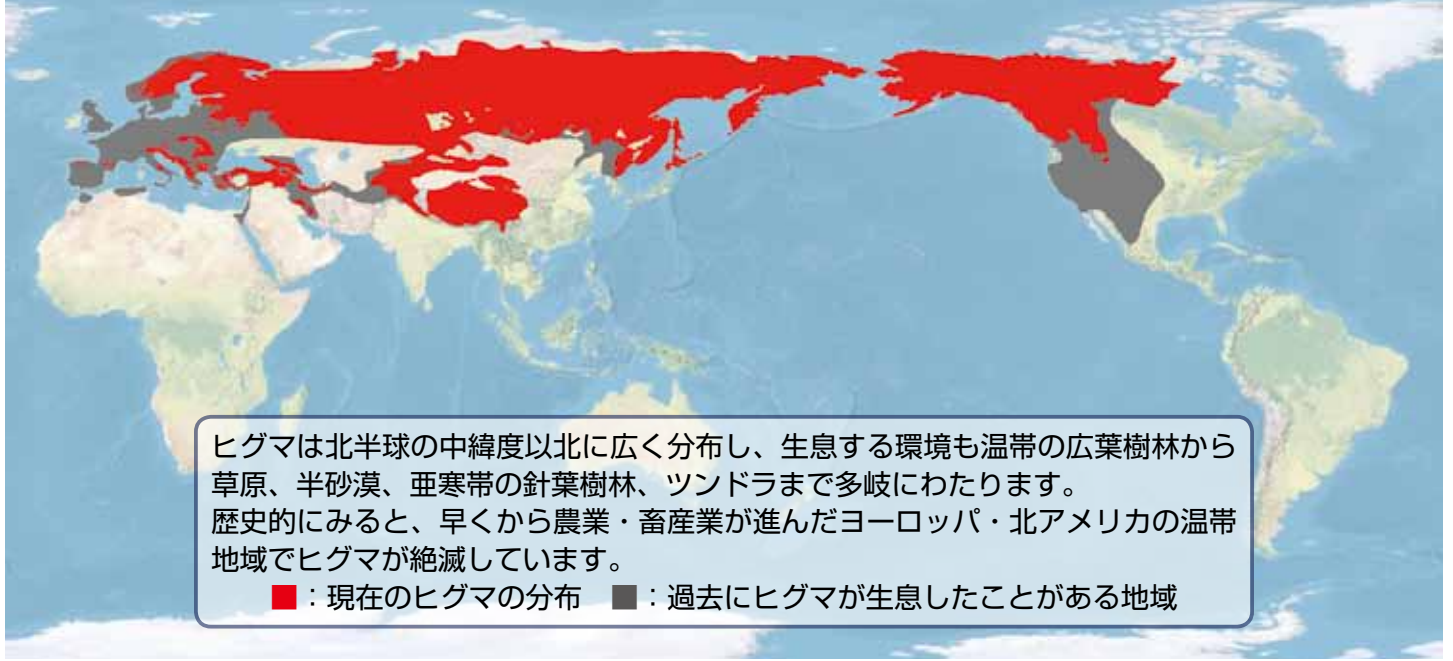 ヒグマは北半球の中緯度以北に広く分布し、生息する環境も温帯の広葉樹林から
草原、半砂漠、亜寒帯の針葉樹林、ツンドラまで多岐にわたります。
歴史的にみると、早くから農業・畜産業が進んだヨーロッパ・北アメリカの温帯
地域でヒグマが絶滅しています。
■：現在のヒグマの分布　■：過去にヒグマが生息したことがある地域